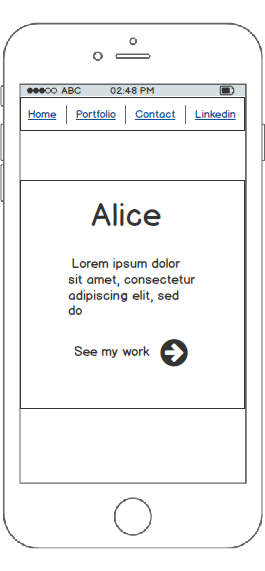 ABC 02:48 PM
Home Portfolio Contact Linkedin
Alice
Lorem ipsum dolor
sit amet, consectetur
adipiscing elit, sed
do
See my work